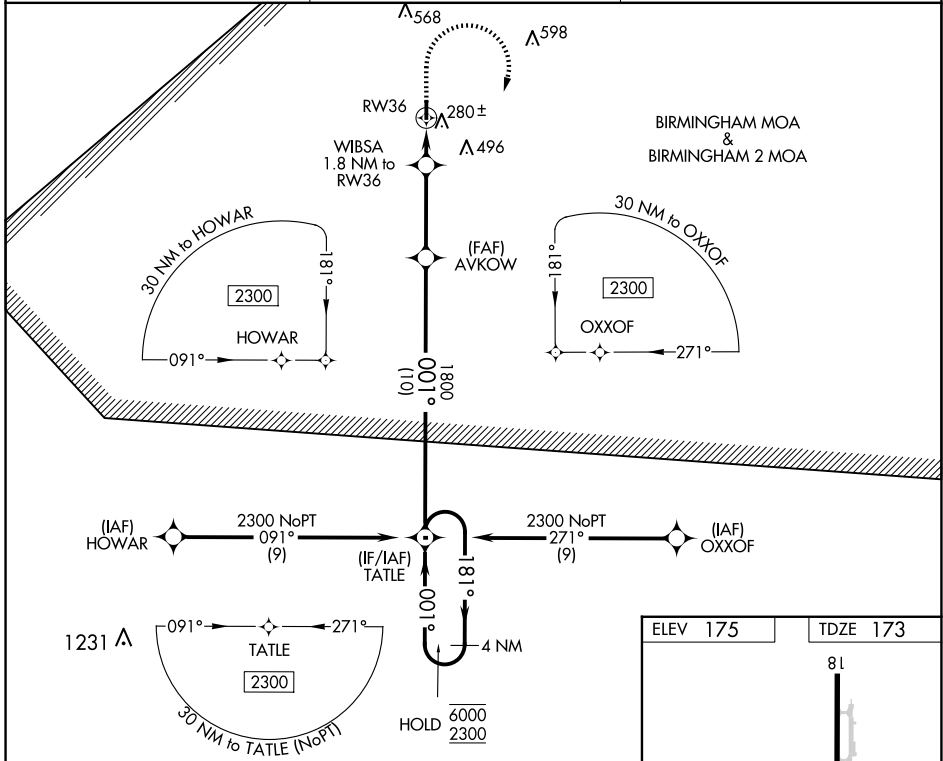 568
598
RW36
280±
WIBSA
1.8 NM to
RW36
496
BIRMINGHAM MOA
&
BIRMINGHAM 2 MOA
30 NM to HOWAR
181°
2300
HOWAR
091°
(FAF)
AVKOW
30 NM to OXXOF
181°
2300
OXXOF
271°
1800
001°
(10)
(IAF)
HOWAR
2300 NoPT
091°
(9)
(IF/IAF)
TATLE
2300 NoPT
271°
(9)
(IAF)
OXXOF
181°
001°
4 NM
HOLD 6000
2300
1231
091°
271°
TATLE
2300
30 NM to TATLE (NoPT)
ELEV 175
TDZE 173
18